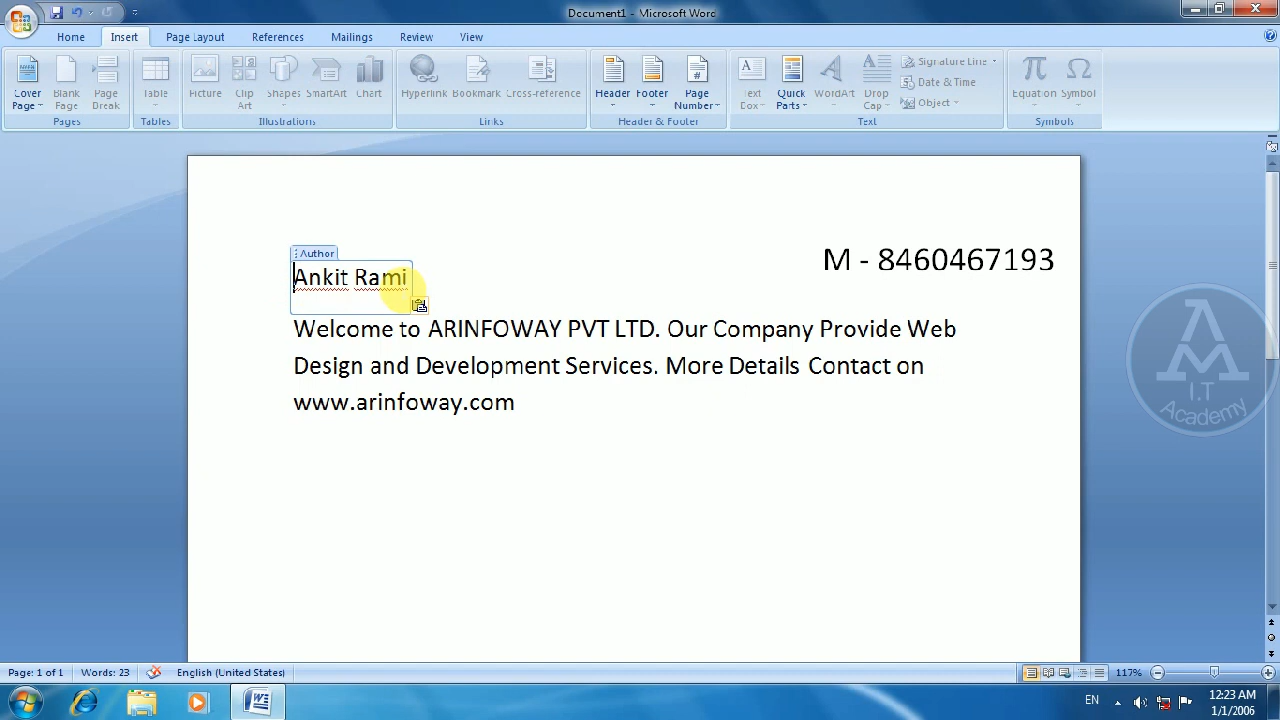 Document1 - Microsoft Word
Home Insert Page Layout References Mailings Review View
Cover Page Blank Page Page Break Table Picture Clip Art Shapes SmartArt Chart Hyperlink Bookmark Cross-reference Header Footer Page Number Text Box Quick Parts WordArt Drop Cap Signature Line Equation Symbol
Date & Time
Object
Pages Tables Illustrations Links Header & Footer Text Symbols
Author
M - 8460467193
Ankit Rami
Welcome to ARINFOWAY PVT LTD. Our Company Provide Web
Design and Development Services. More Details Contact on
www.arinfoway.com
AM
I.T
Academy
Page: 1 of 1 Words: 23 English (United States) 117%
EN 12:23 AM
1/1/2006